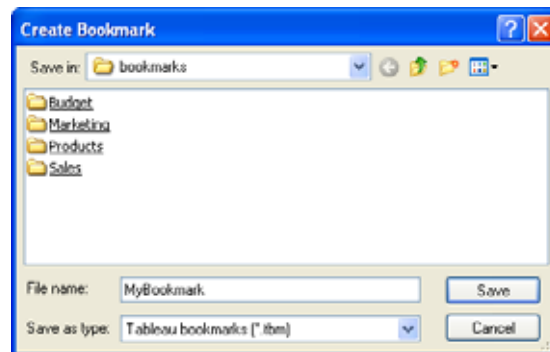 Create Bookmark
Save in: bookmarks
Budget
Marketing
Products
Sales
File name: MyBookmark Save
Save as type: Tableau bookmarks (*.tbm) Cancel